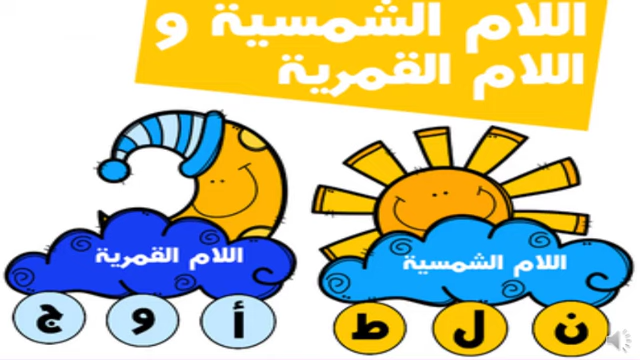 اللام الشمسية و
اللام القمرية
اللام الشمسية
ن ل ط
اللام القمرية
أ و ج